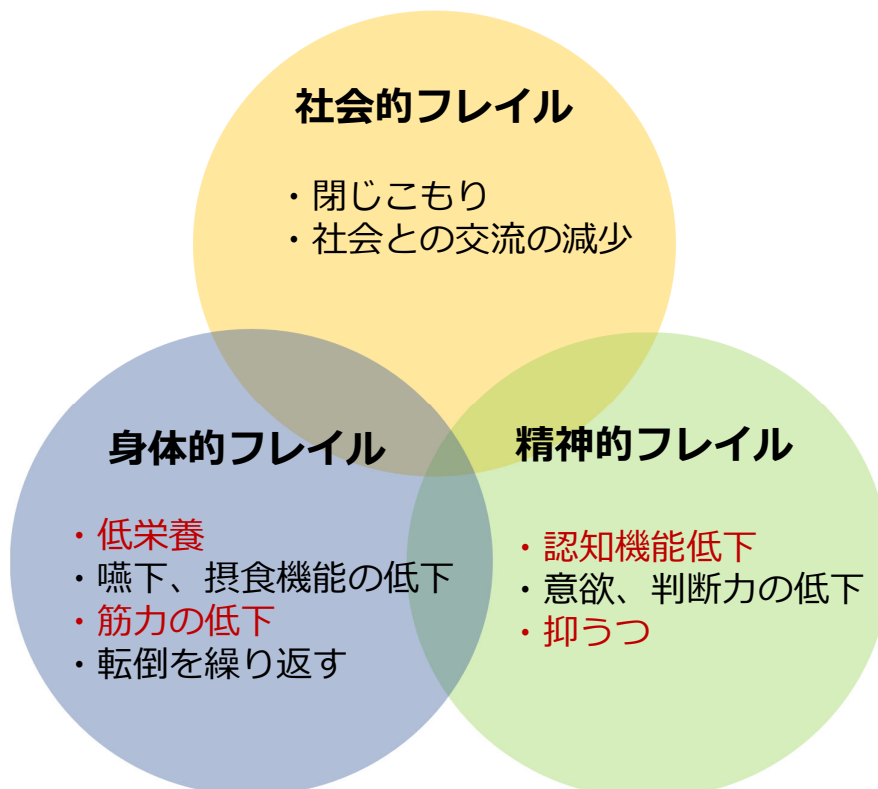 社会的フレイル
・閉じこもり
・社会との交流の減少
身体的フレイル
・低栄養
・嚥下、摂食機能の低下
・筋力の低下
・転倒を繰り返す
精神的フレイル
・認知機能低下
・意欲、判断力の低下
・抑うつ